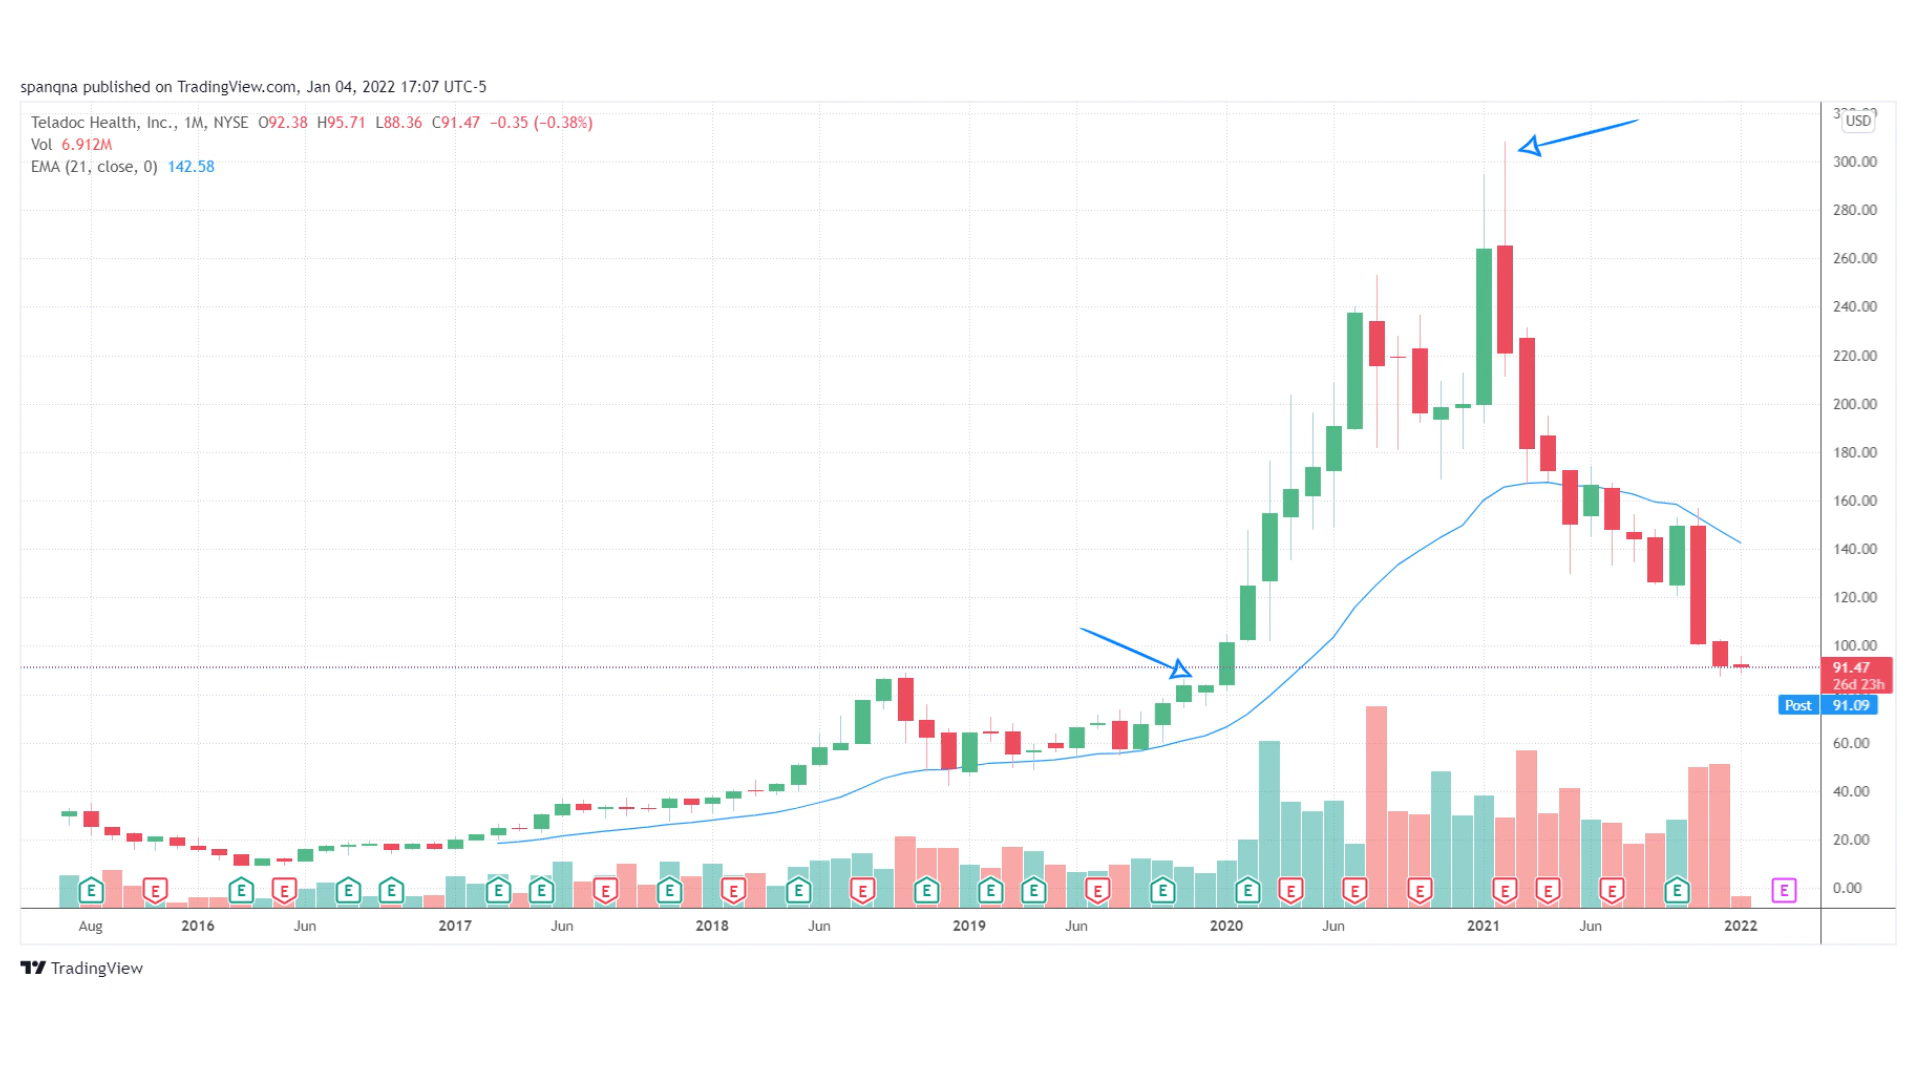 spanqna published on TradingView.com, Jan 04, 2022 17:07 UTC-5
Teladoc Health, Inc., 1M, NYSE O92.38 H95.71 L88.36 C91.47 −0.35 (−0.38%)
Vol 6.912M
EMA (21, close, 0) 142.58
USD
300.00
280.00
260.00
240.00
220.00
200.00
180.00
160.00
140.00
120.00
100.00
91.47
26d 23h
Post 91.09
60.00
40.00
20.00
0.00
E E E E E E E E E E E E E E E E E E E E E E E E E E E
Aug 2016 Jun 2017 Jun 2018 Jun 2019 Jun 2020 Jun 2021 Jun 2022
TradingView